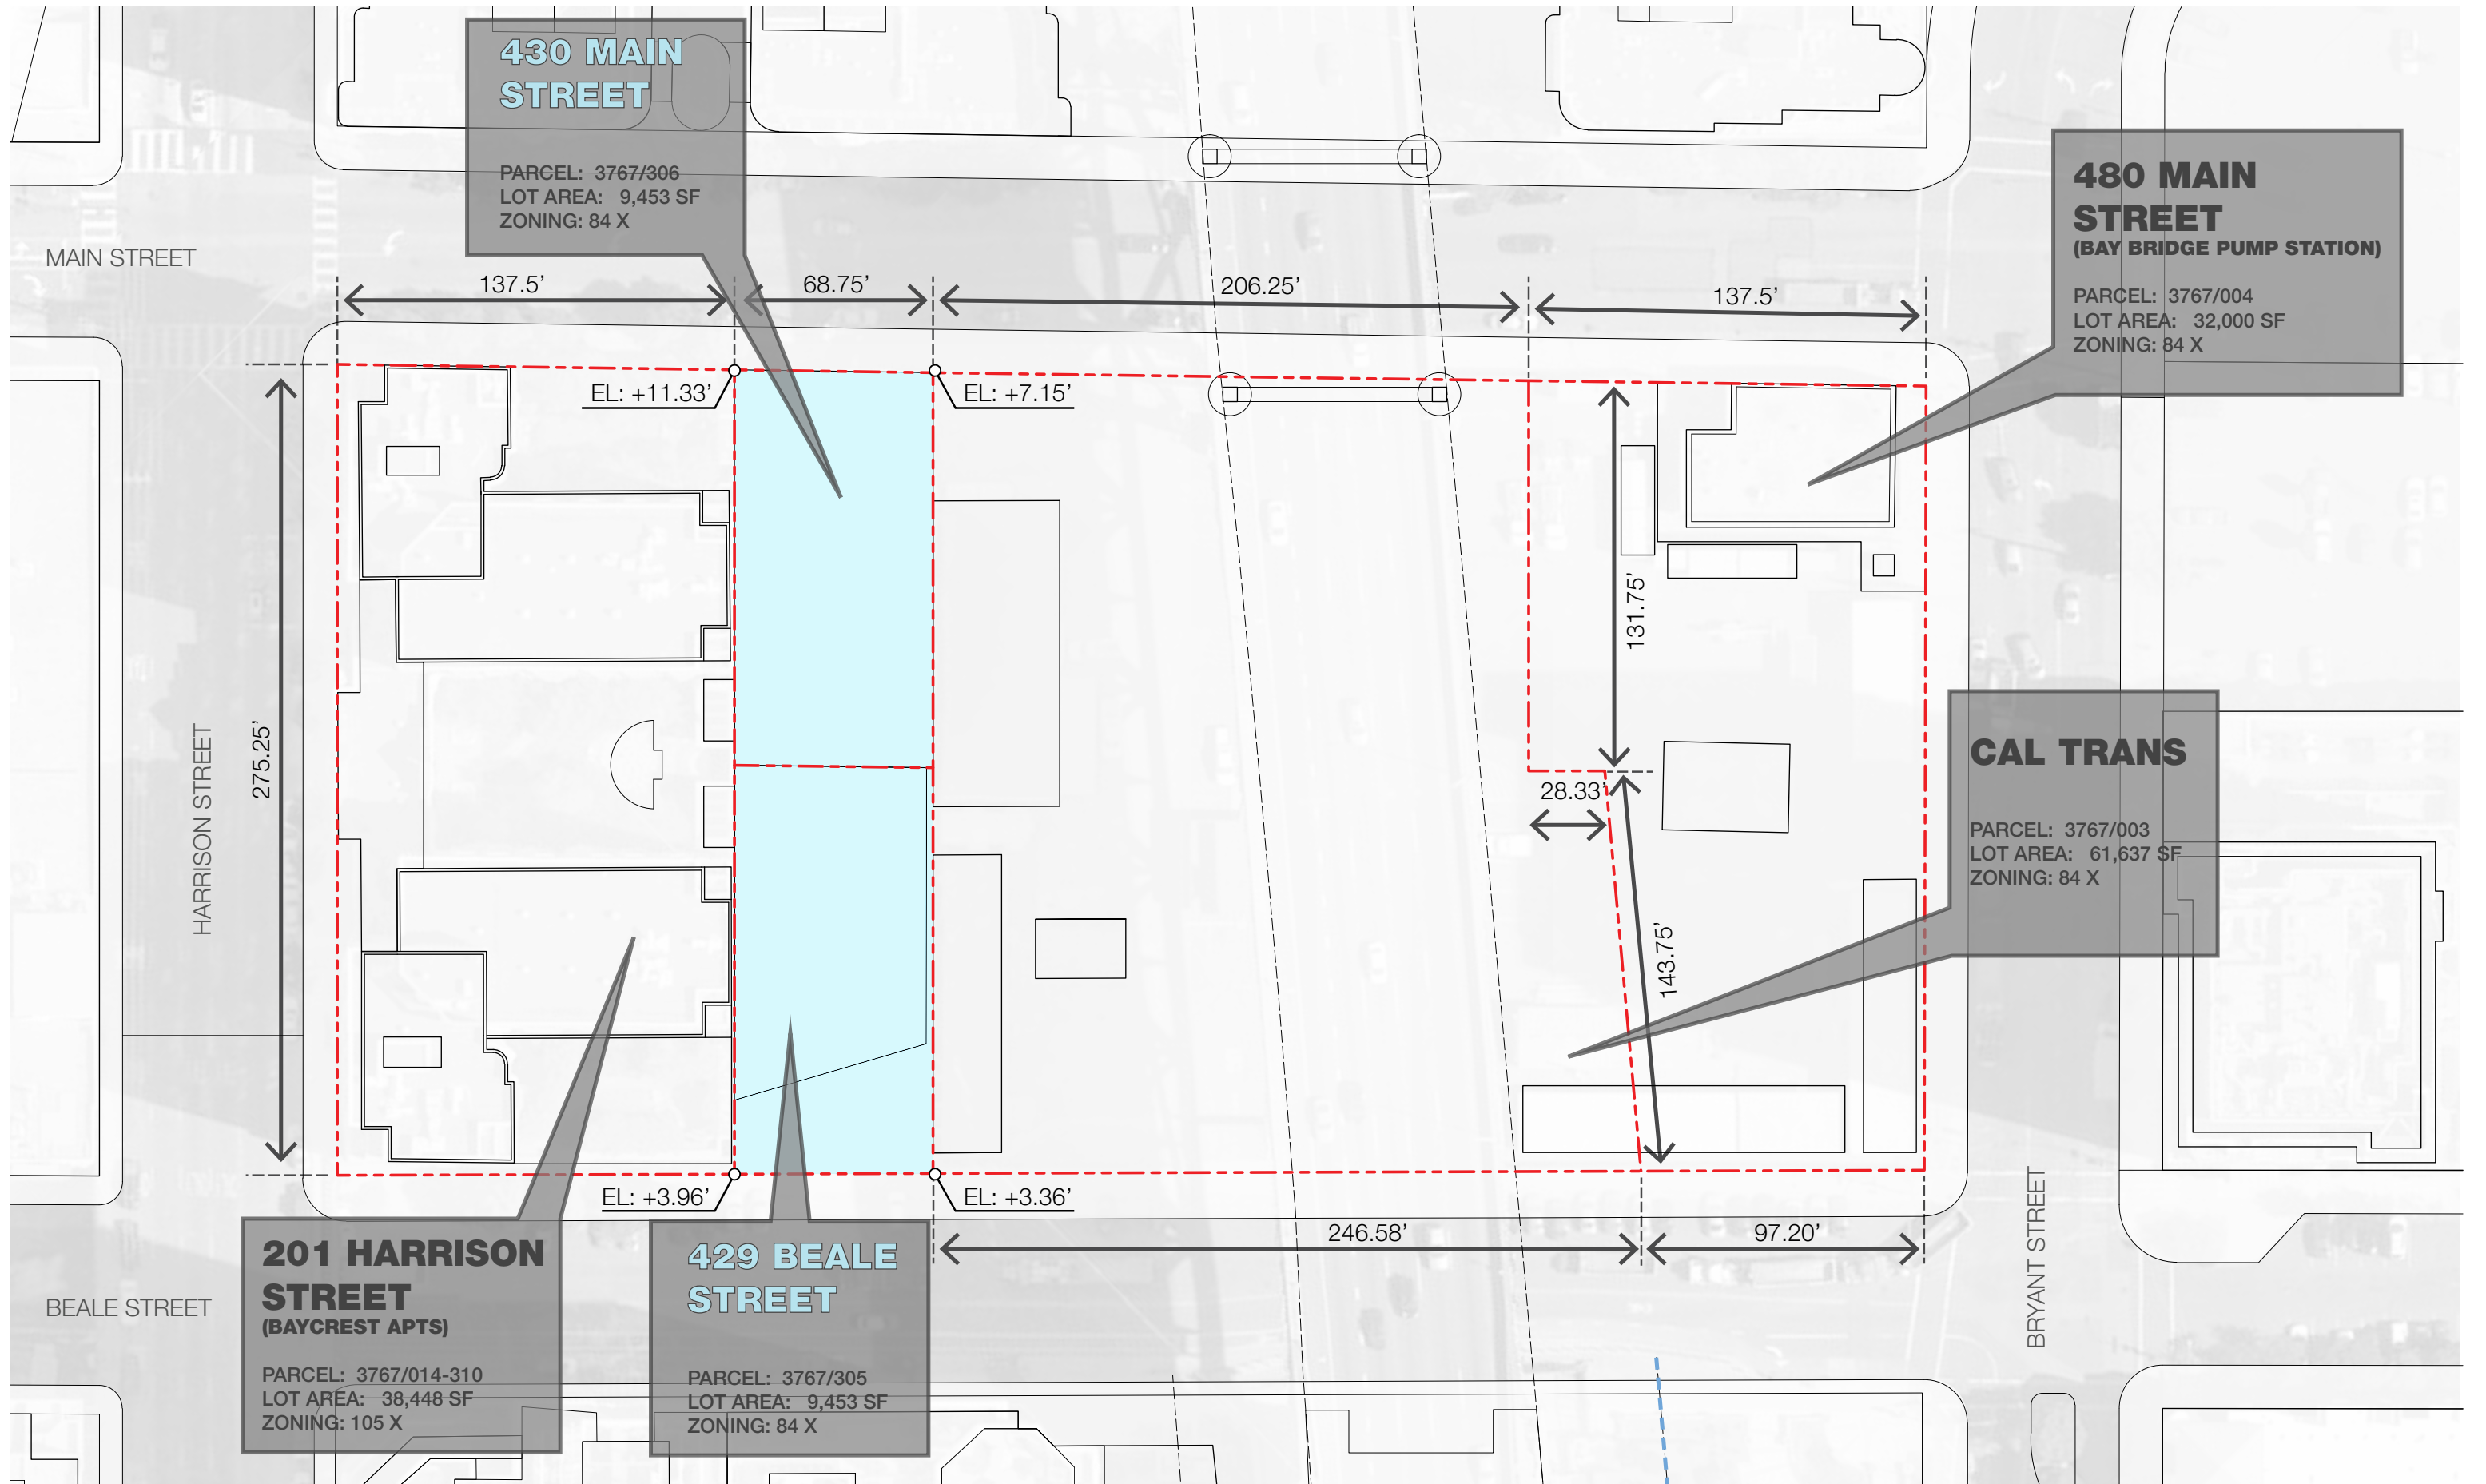 430 MAIN
STREET
PARCEL: 3767/306
LOT AREA: 9,453 SF
ZONING: 84 X
480 MAIN
STREET
(BAY BRIDGE PUMP STATION)
PARCEL: 3767/004
LOT AREA: 32,000 SF
ZONING: 84 X
MAIN STREET
137.5’
68.75’
206.25’
137.5’
EL: +11.33’
EL: +7.15’
131.75’
275.25’
HARRISON STREET
28.33’
143.75’
CAL TRANS
PARCEL: 3767/003
LOT AREA: 61,637 SF
ZONING: 84 X
EL: +3.96’
EL: +3.36’
246.58’
97.20’
BRYANT STREET
BEALE STREET
201 HARRISON
STREET
(BAYCREST APTS)
PARCEL: 3767/014-310
LOT AREA: 38,448 SF
ZONING: 105 X
429 BEALE
STREET
PARCEL: 3767/305
LOT AREA: 9,453 SF
ZONING: 84 X